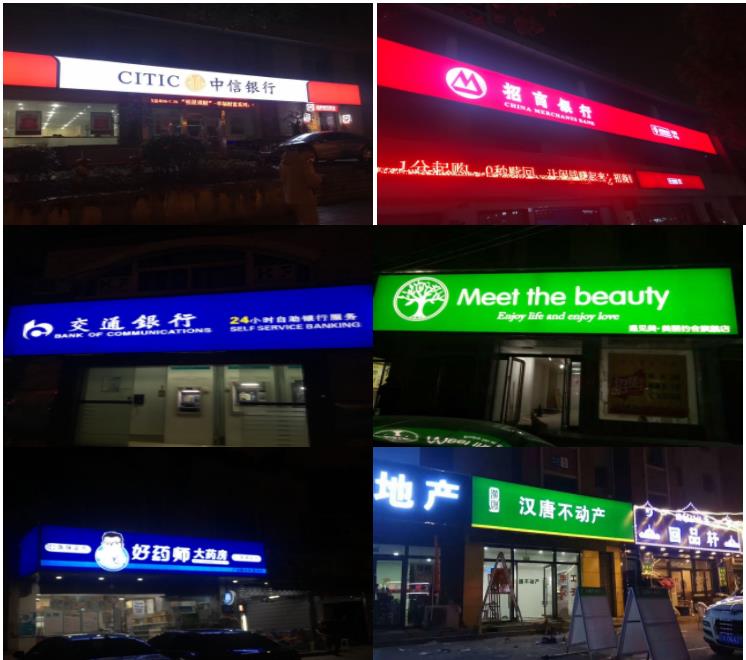 CITIC 中信银行
招商银行
CHINA MERCHANTS BANK
交通银行
BANK OF COMMUNICATIONS
24小时自助银行服务
SELF SERVICE BANKING
Meet the beauty
Enjoy life and enjoy love
好药师大药房
地产
汉唐不动产
回品轩